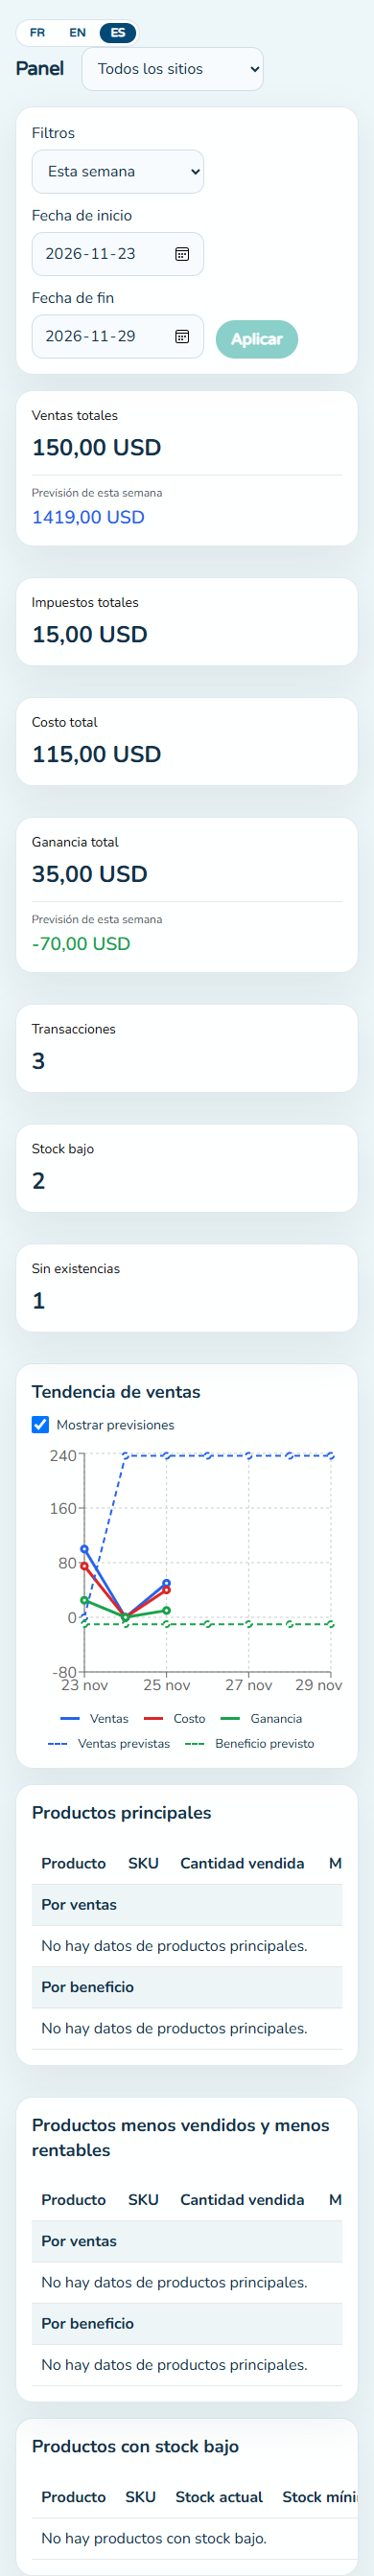 FR EN ES
Panel Todos los sitios
Filtros
Esta semana
Fecha de inicio
2026-11-23
Fecha de fin
2026-11-29 Aplicar
Ventas totales
150,00 USD
Previsión de esta semana
1419,00 USD
Impuestos totales
15,00 USD
Costo total
115,00 USD
Ganancia total
35,00 USD
Previsión de esta semana
-70,00 USD
Transacciones
3
Stock bajo
2
Sin existencias
1
Tendencia de ventas
Mostrar previsiones
240
160
80
0
-80
23 nov 25 nov 27 nov 29 nov
Ventas Costo Ganancia
Ventas previstas Beneficio previsto
Productos principales
Producto SKU Cantidad vendida M
Por ventas
No hay datos de productos principales.
Por beneficio
No hay datos de productos principales.
Productos menos vendidos y menos
rentables
Producto SKU Cantidad vendida M
Por ventas
No hay datos de productos principales.
Por beneficio
No hay datos de productos principales.
Productos con stock bajo
Producto SKU Stock actual Stock míni
No hay productos con stock bajo.